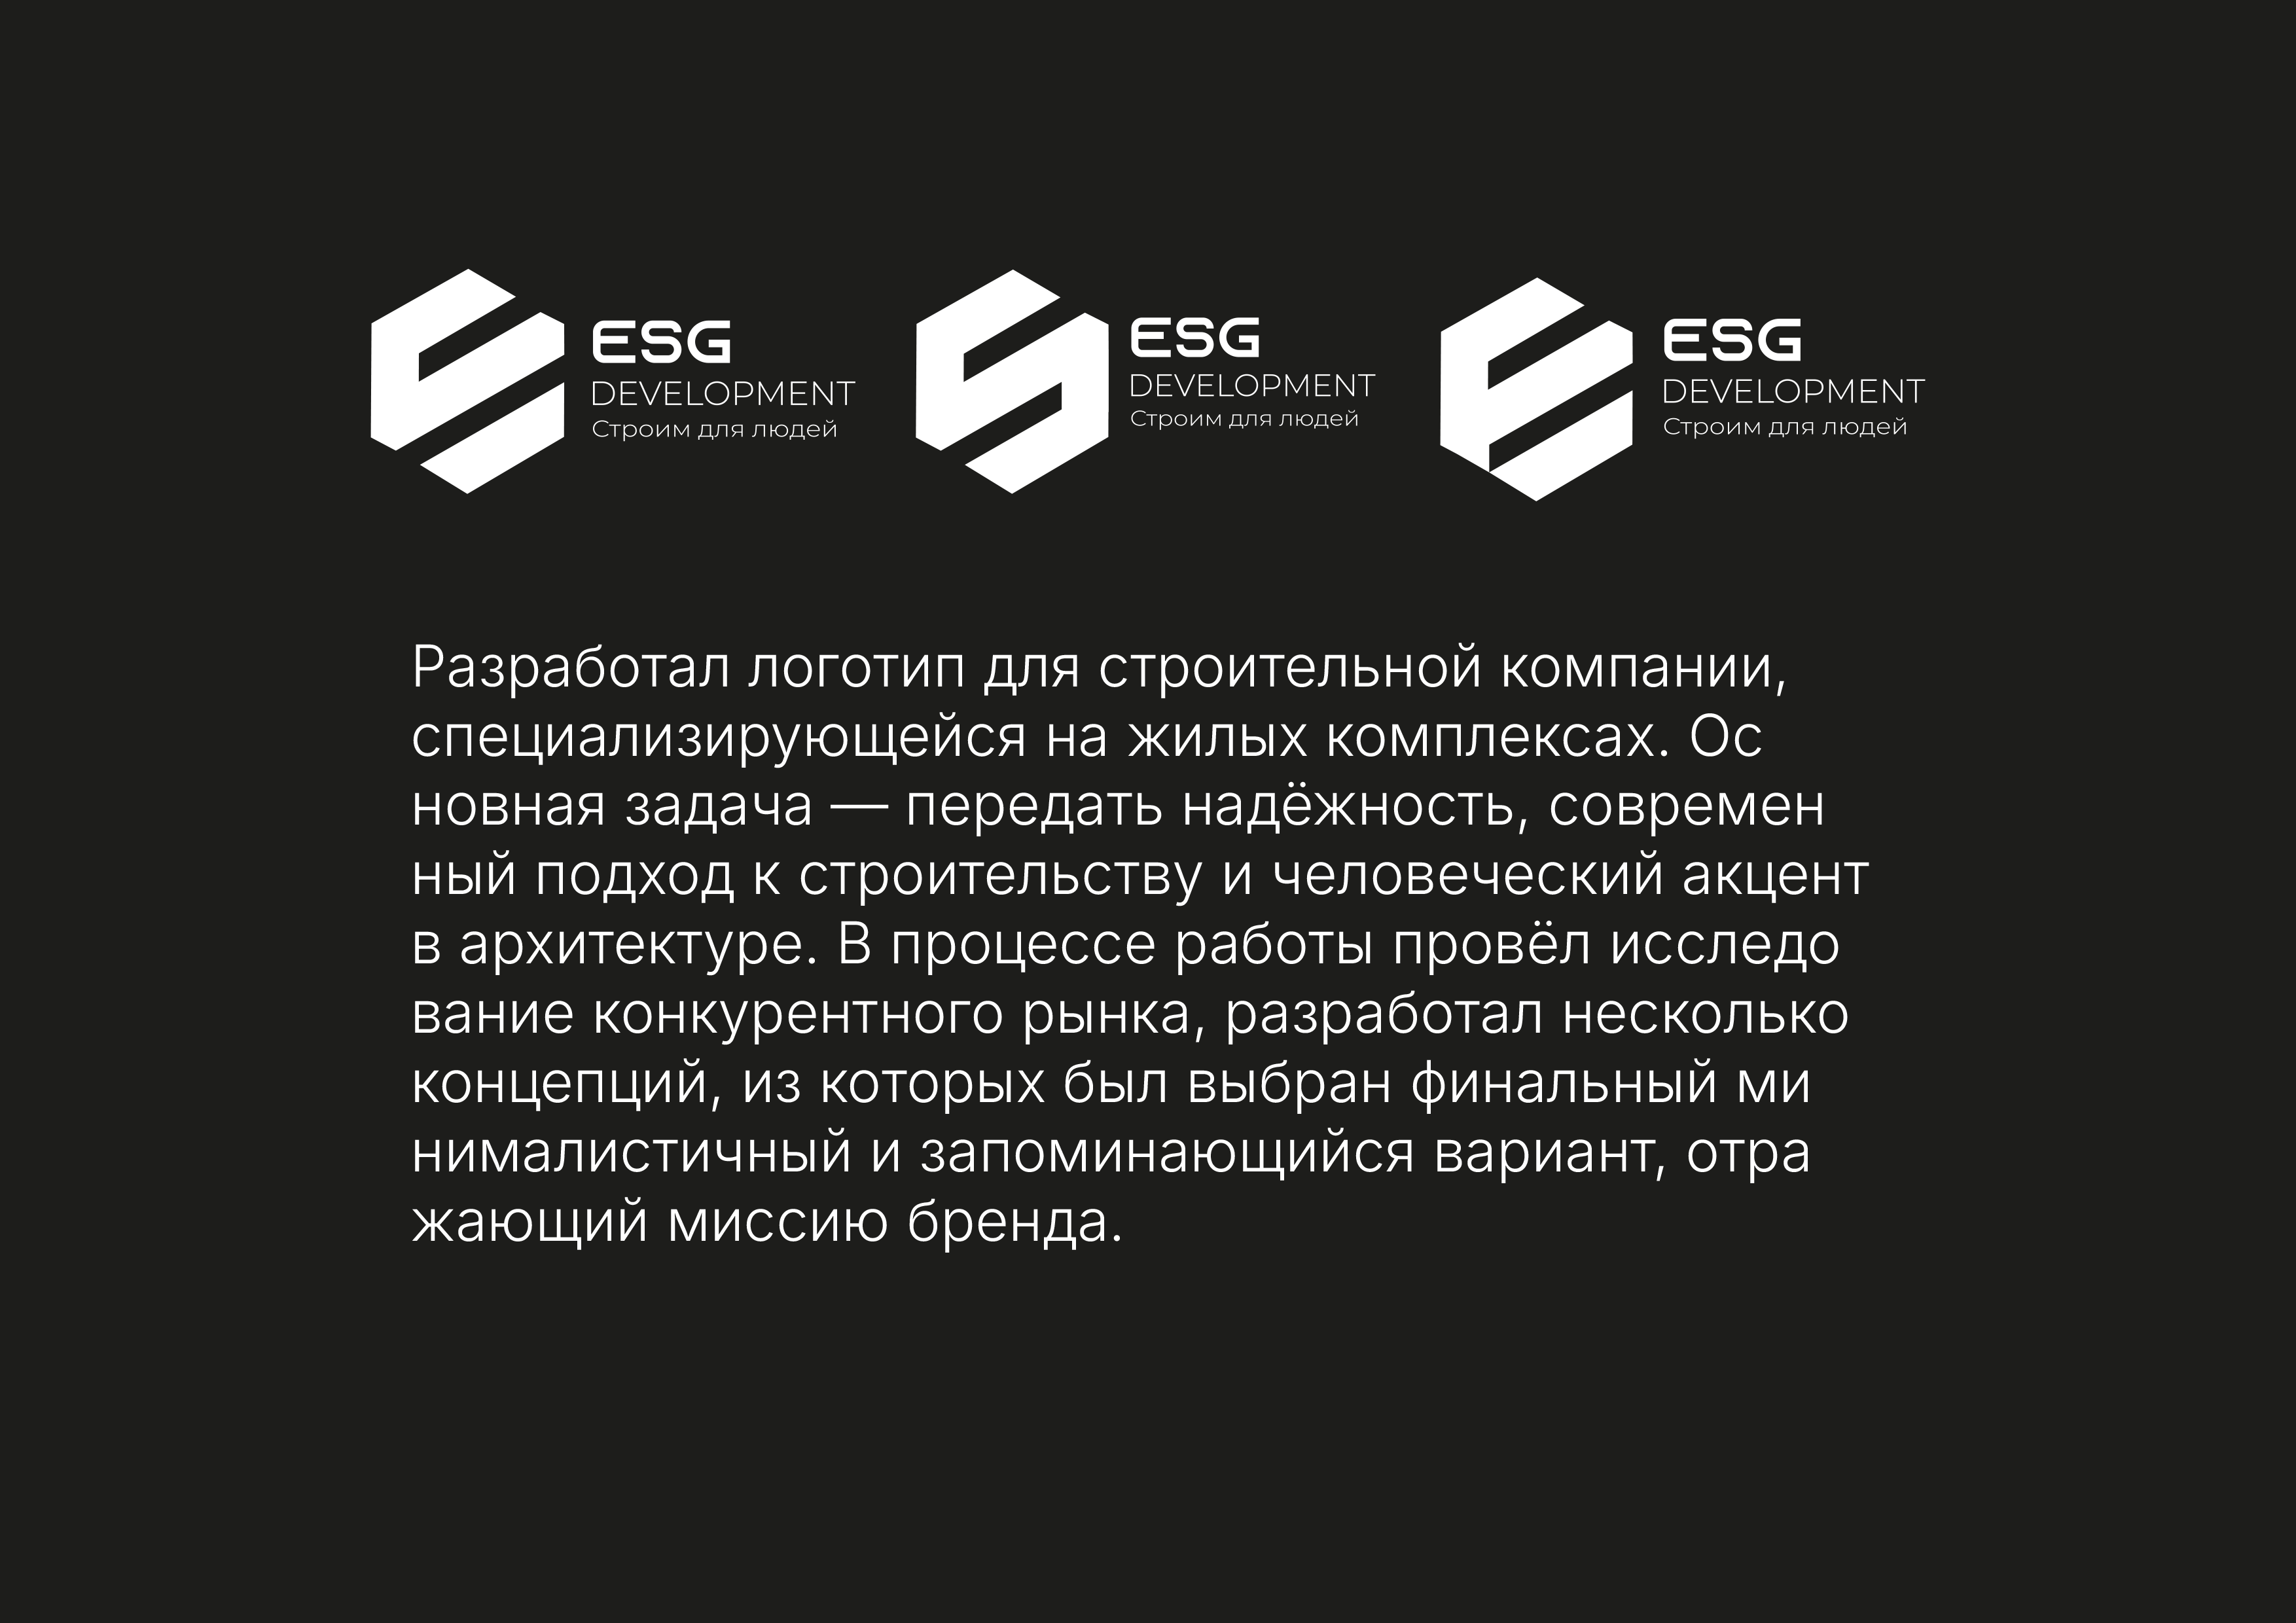 ESG
DEVELOPMENT
Строим для людей
ESG
DEVELOPMENT
Строим для людей
ESG
DEVELOPMENT
Строим для людей
Разработал логотип для строительной компании,
специализирующейся на жилых комплексах. Ос
новная задача — передать надёжность, современ
ный подход к строительству и человеческий акцент
в архитектуре. В процессе работы провёл исследо
вание конкурентного рынка, разработал несколько
концепций, из которых был выбран финальный ми
нималистичный и запоминающийся вариант, отра
жающий миссию бренда.